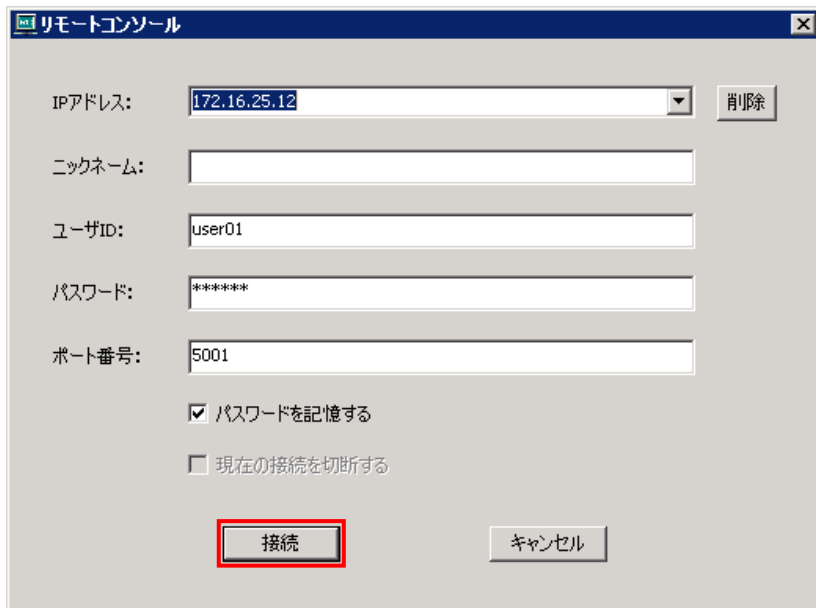 リモートコンソール
IPアドレス: 172.16.25.12 削除
ニックネーム:
ユーザID: user01
パスワード: ******
ポート番号: 5001
パスワードを記憶する
現在の接続を切断する
接続 キャンセル